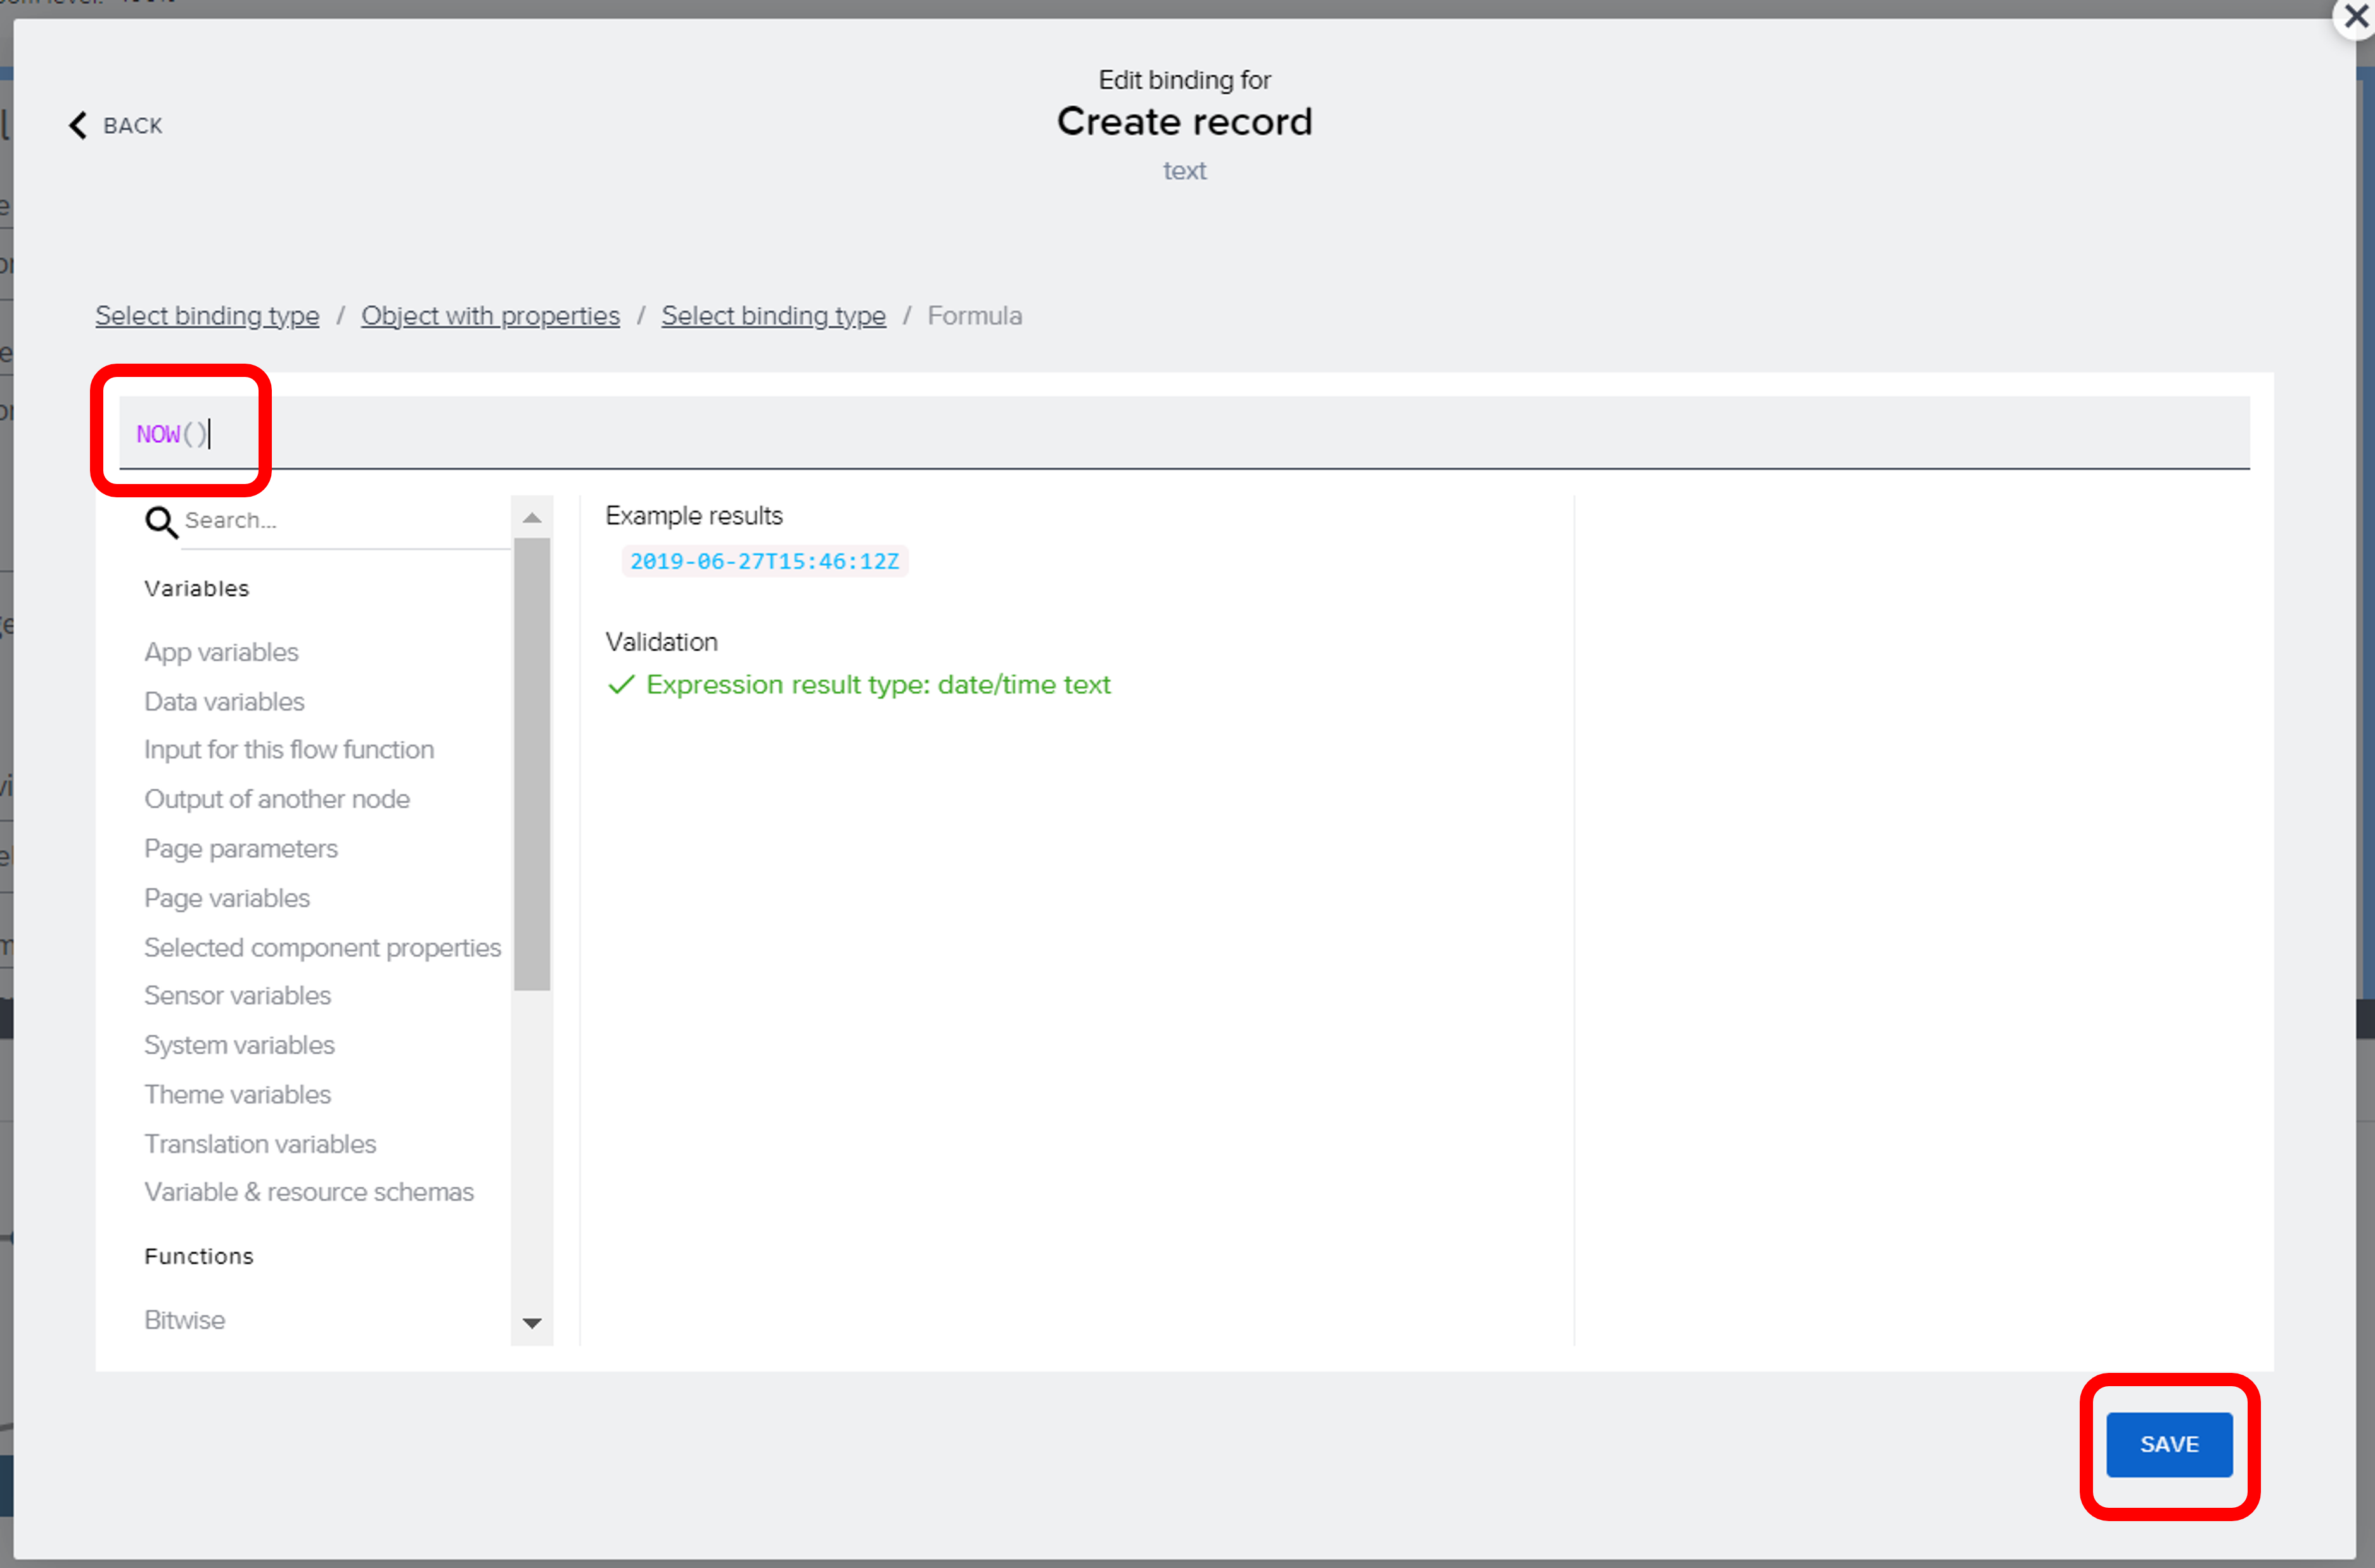 Edit binding for
BACK
Create record
text
Select binding type / Object with properties / Select binding type / Formula
NOW()
Search...
Variables
App variables
Data variables
Input for this flow function
Output of another node
Page parameters
Page variables
Selected component properties
Sensor variables
System variables
Theme variables
Translation variables
Variable & resource schemas
Functions
Bitwise
Example results
2019-06-27T15:46:12Z
Validation
Expression result type: date/time text
SAVE